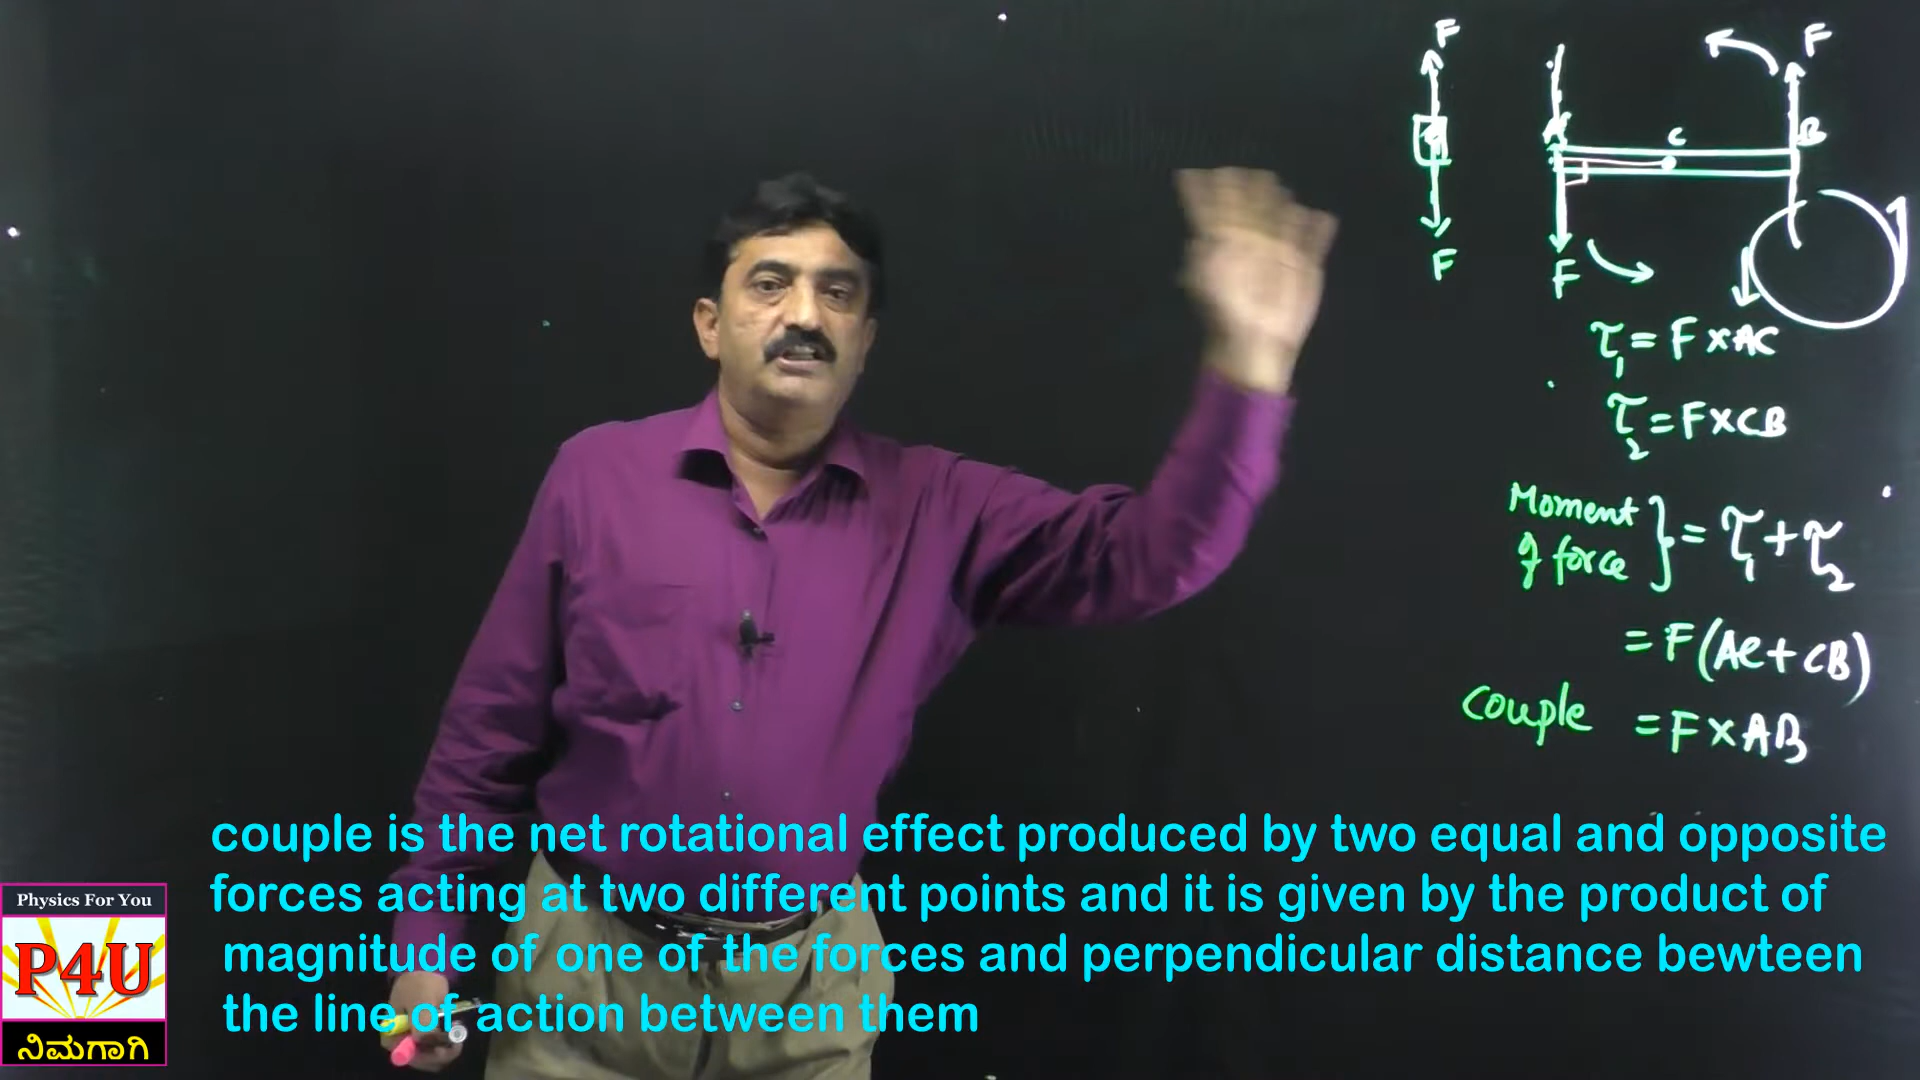 F
F
A
C
B
F
F
τ₁ = F × AC
τ₂ = F × CB
Moment
of force } = τ₁ + τ₂
= F (AC + CB)
couple = F × AB
couple is the net rotational effect produced by two equal and opposite
forces acting at two different points and it is given by the product of
magnitude of one of the forces and perpendicular distance bewteen
the line of action between them
Physics For You
P4U
ನಿಮಗಾಗಿ